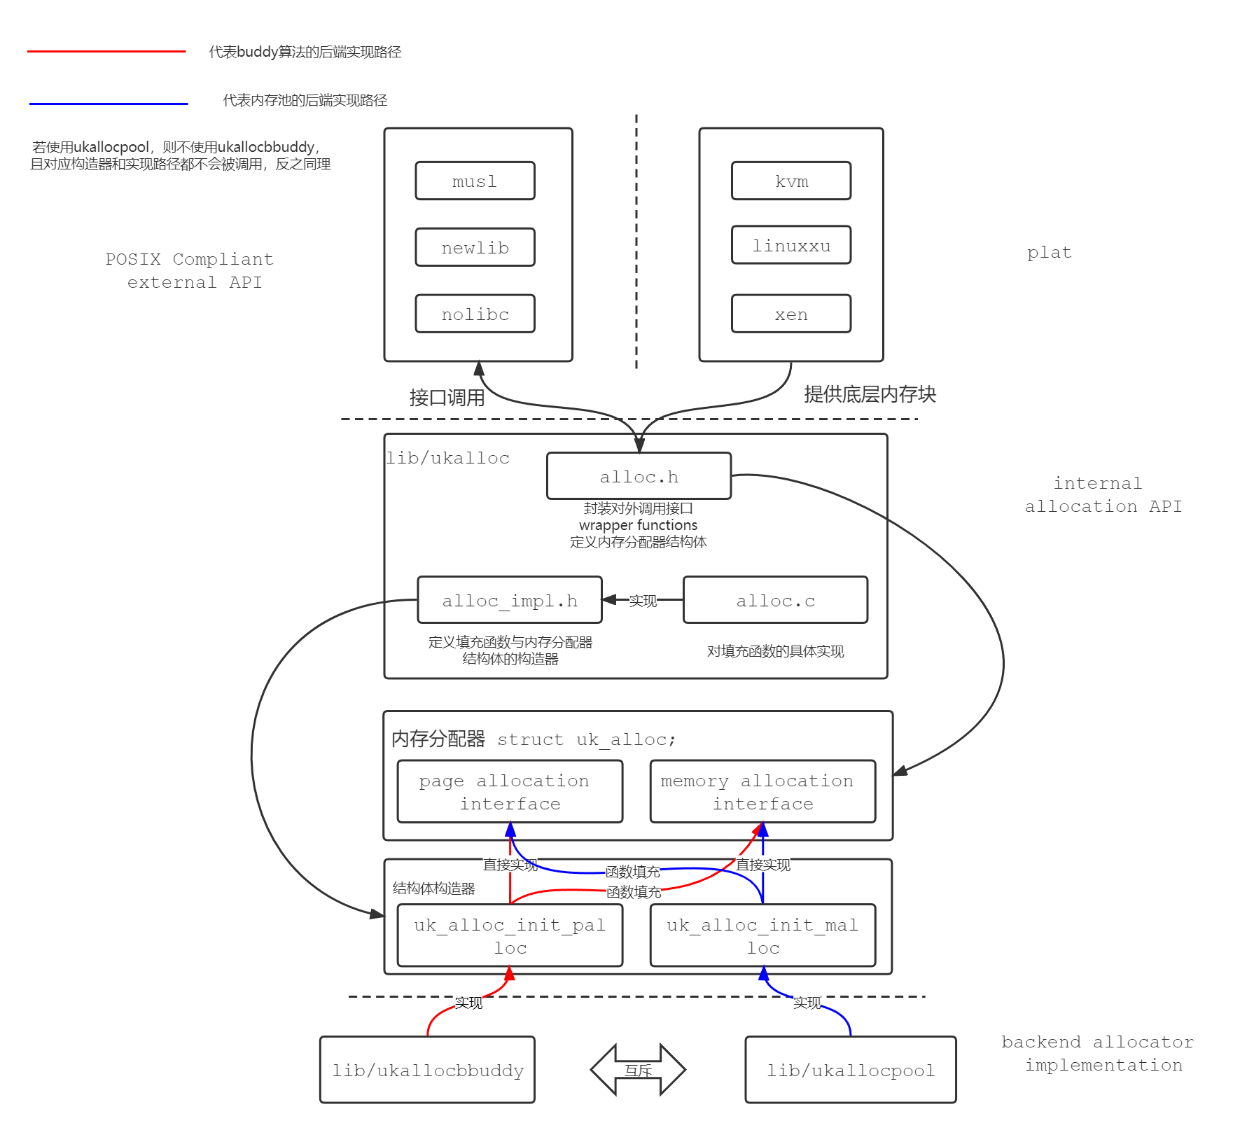 代表buddy算法的后端实现路径
代表内存池的后端实现路径
若使用ukallocpool，则不使用ukallocbbuddy，
且对应构造器和实现路径都不会被调用，反之同理
musl
newlib
nolibc
kvm
linuxxu
xen
POSIX Compliant
external API
plat
接口调用
提供底层内存块
lib/ukalloc
alloc.h
封装对外调用接口
wrapper functions
定义内存分配器结构体
internal
allocation API
alloc_impl.h
实现
alloc.c
定义填充函数与内存分配器
结构体的构造器
对填充函数的具体实现
内存分配器 struct uk_alloc;
page allocation
interface
memory allocation
interface
直接实现
函数填充
直接实现
函数填充
结构体构造器
uk_alloc_init_pal
loc
uk_alloc_init_mal
loc
实现
实现
lib/ukallocbbuddy
互斥
lib/ukallocpool
backend allocator
implementation